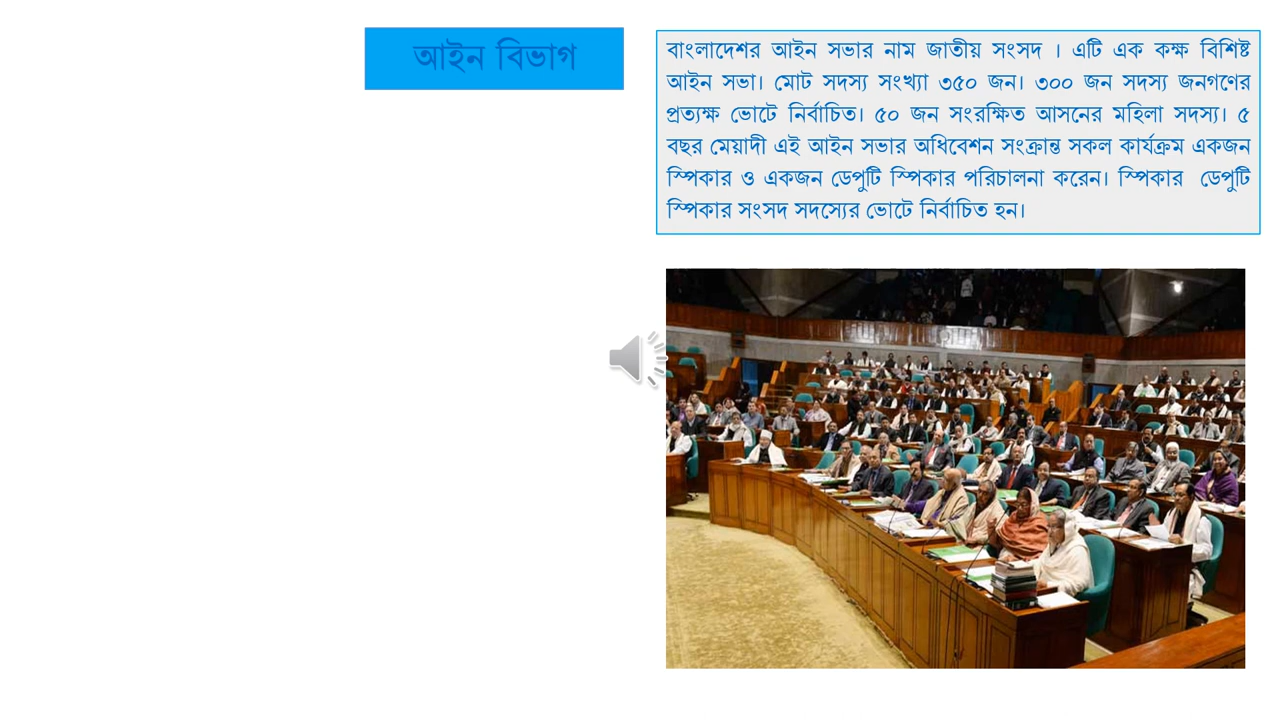 আইন বিভাগ
বাংলাদেশর আইন সভার নাম জাতীয় সংসদ । এটি এক কক্ষ বিশিষ্ট
আইন সভা। মোট সদস্য সংখ্যা ৩৫০ জন। ৩০০ জন সদস্য জনগণের
প্রত্যক্ষ ভোটে নির্বাচিত। ৫০ জন সংরক্ষিত আসনের মহিলা সদস্য। ৫
বছর মেয়াদী এই আইন সভার অধিবেশন সংক্রান্ত সকল কার্যক্রম একজন
স্পিকার ও একজন ডেপুটি স্পিকার পরিচালনা করেন। স্পিকার ডেপুটি
স্পিকার সংসদ সদস্যের ভোটে নির্বাচিত হন।